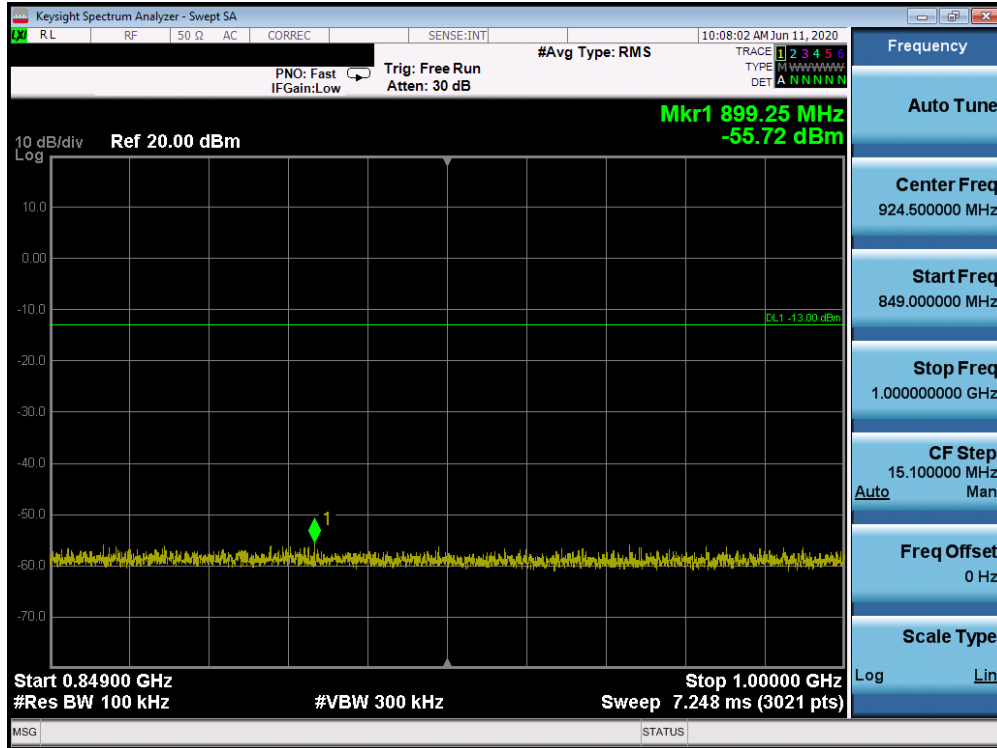 Keysight Spectrum Analyzer - Swept SA
LXI RL RF 50 Ω AC CORREC SENSE:INT 10:08:02 AM Jun 11, 2020
#Avg Type: RMS TRACE 1 2 3 4 5 6
PNO: Fast Trig: Free Run TYPE M W W W W W
IFGain:Low Atten: 30 dB DET A N N N N N
Mkr1 899.25 MHz
-55.72 dBm
10 dB/div Ref 20.00 dBm
Log
10.0
0.00
-10.0
DL1 -13.00 dBm
-20.0
-30.0
-40.0
-50.0
1
-60.0
-70.0
Start 0.84900 GHz Stop 1.00000 GHz
#Res BW 100 kHz #VBW 300 kHz Sweep 7.248 ms (3021 pts)
MSG STATUS
Frequency
Auto Tune
Center Freq
924.500000 MHz
Start Freq
849.000000 MHz
Stop Freq
1.000000000 GHz
CF Step
15.100000 MHz
Auto Man
Freq Offset
0 Hz
Scale Type
Log Lin